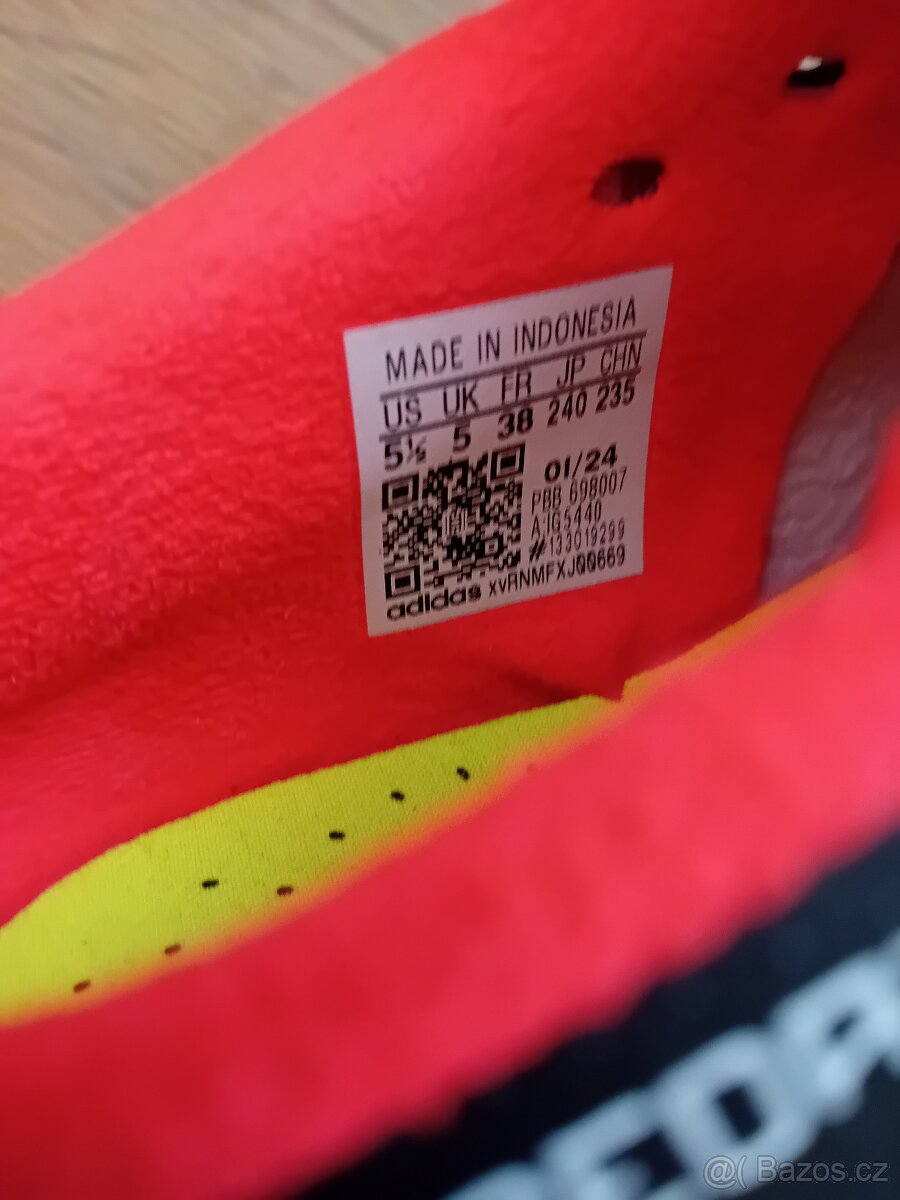 MADE IN INDONESIA
US UK FR JP CHN
5½ 5 38 240 235
01/24
PBB 698007
A:IG5440
#133019299
adidas XVRNMFXJ00669
@( Bazos.cz